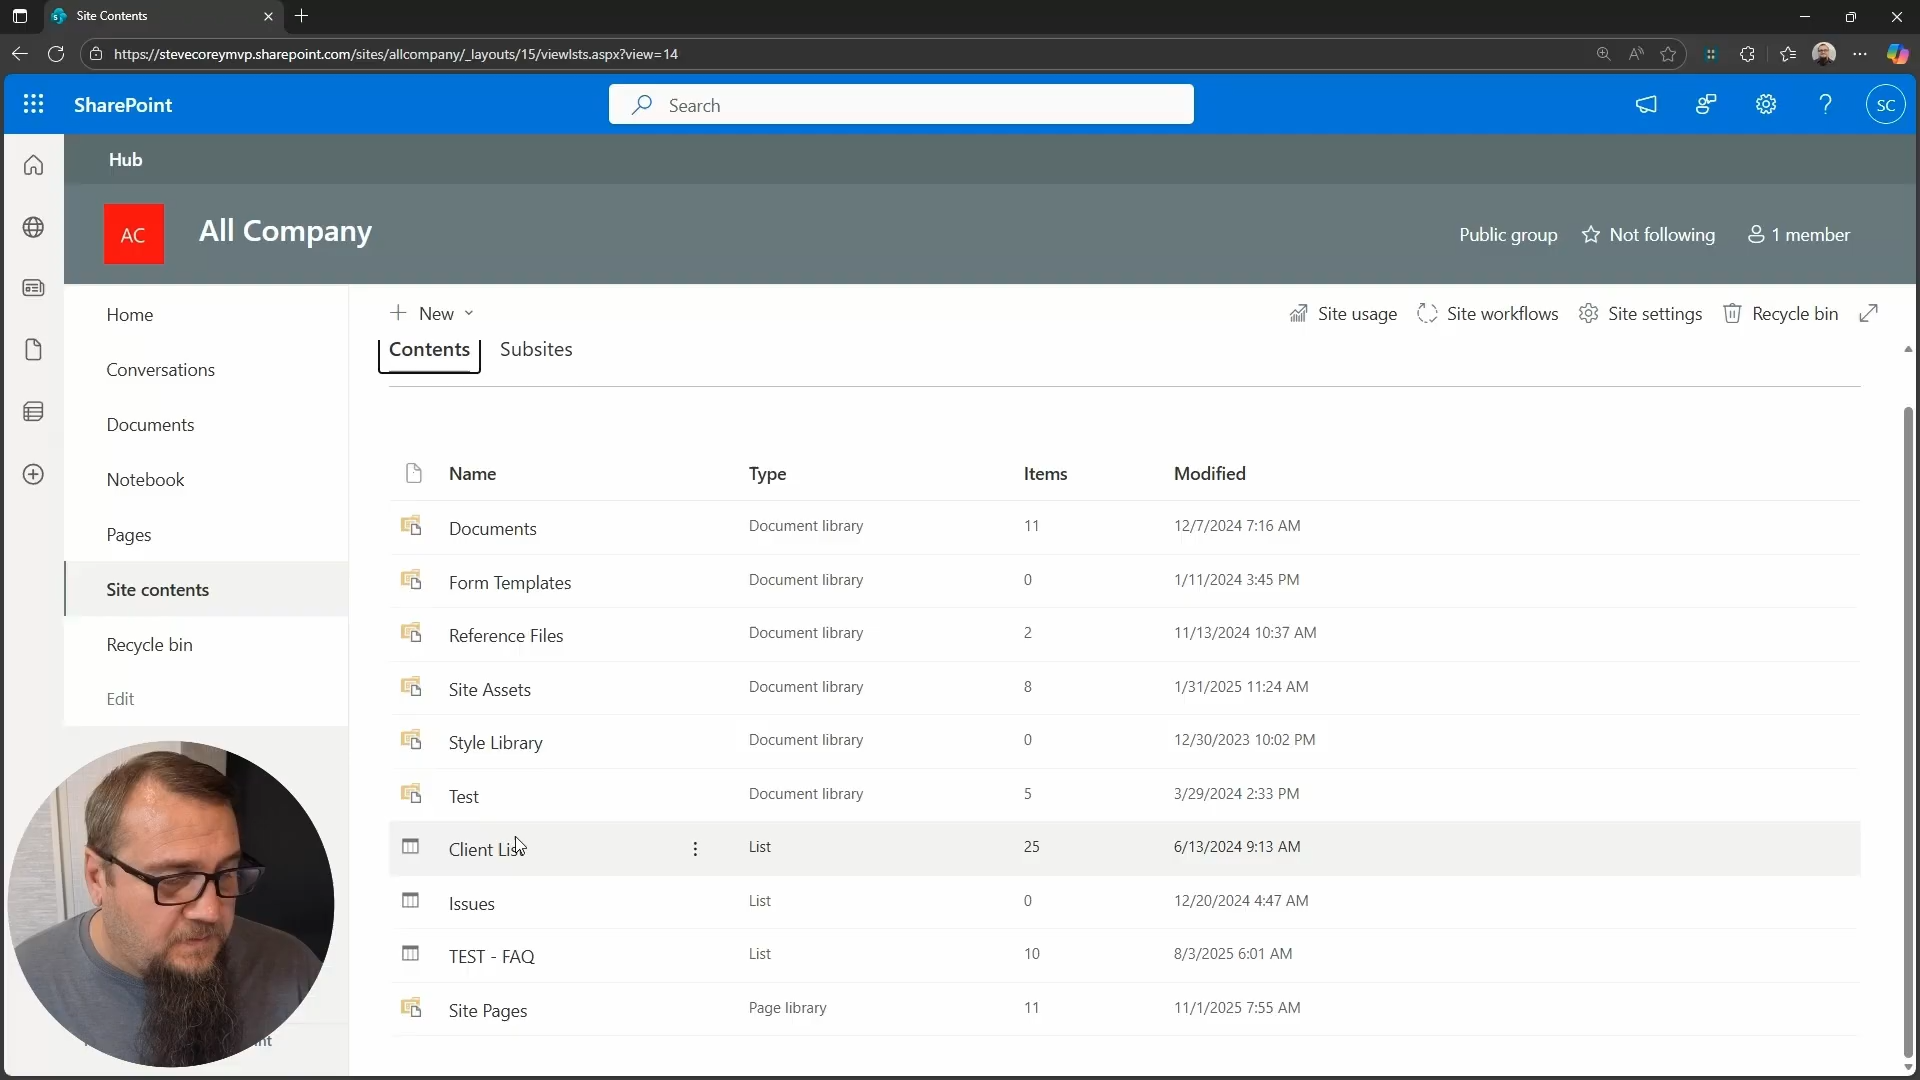 Site Contents
https://stevecoreymvp.sharepoint.com/sites/allcompany/_layouts/15/viewlsts.aspx?view=14
SharePoint
Search
SC
Hub
AC
All Company
Public group
Not following
1 member
Home
Conversations
Documents
Notebook
Pages
Site contents
Recycle bin
Edit
New
Site usage
Site workflows
Site settings
Recycle bin
Contents Subsites
Name Type Items Modified
Documents Document library 11 12/7/2024 7:16 AM
Form Templates Document library 0 1/11/2024 3:45 PM
Reference Files Document library 2 11/13/2024 10:37 AM
Site Assets Document library 8 1/31/2025 11:24 AM
Style Library Document library 0 12/30/2023 10:02 PM
Test Document library 5 3/29/2024 2:33 PM
Client List List 25 6/13/2024 9:13 AM
Issues List 0 12/20/2024 4:47 AM
TEST - FAQ List 10 8/3/2025 6:01 AM
Site Pages Page library 11 11/1/2025 7:55 AM